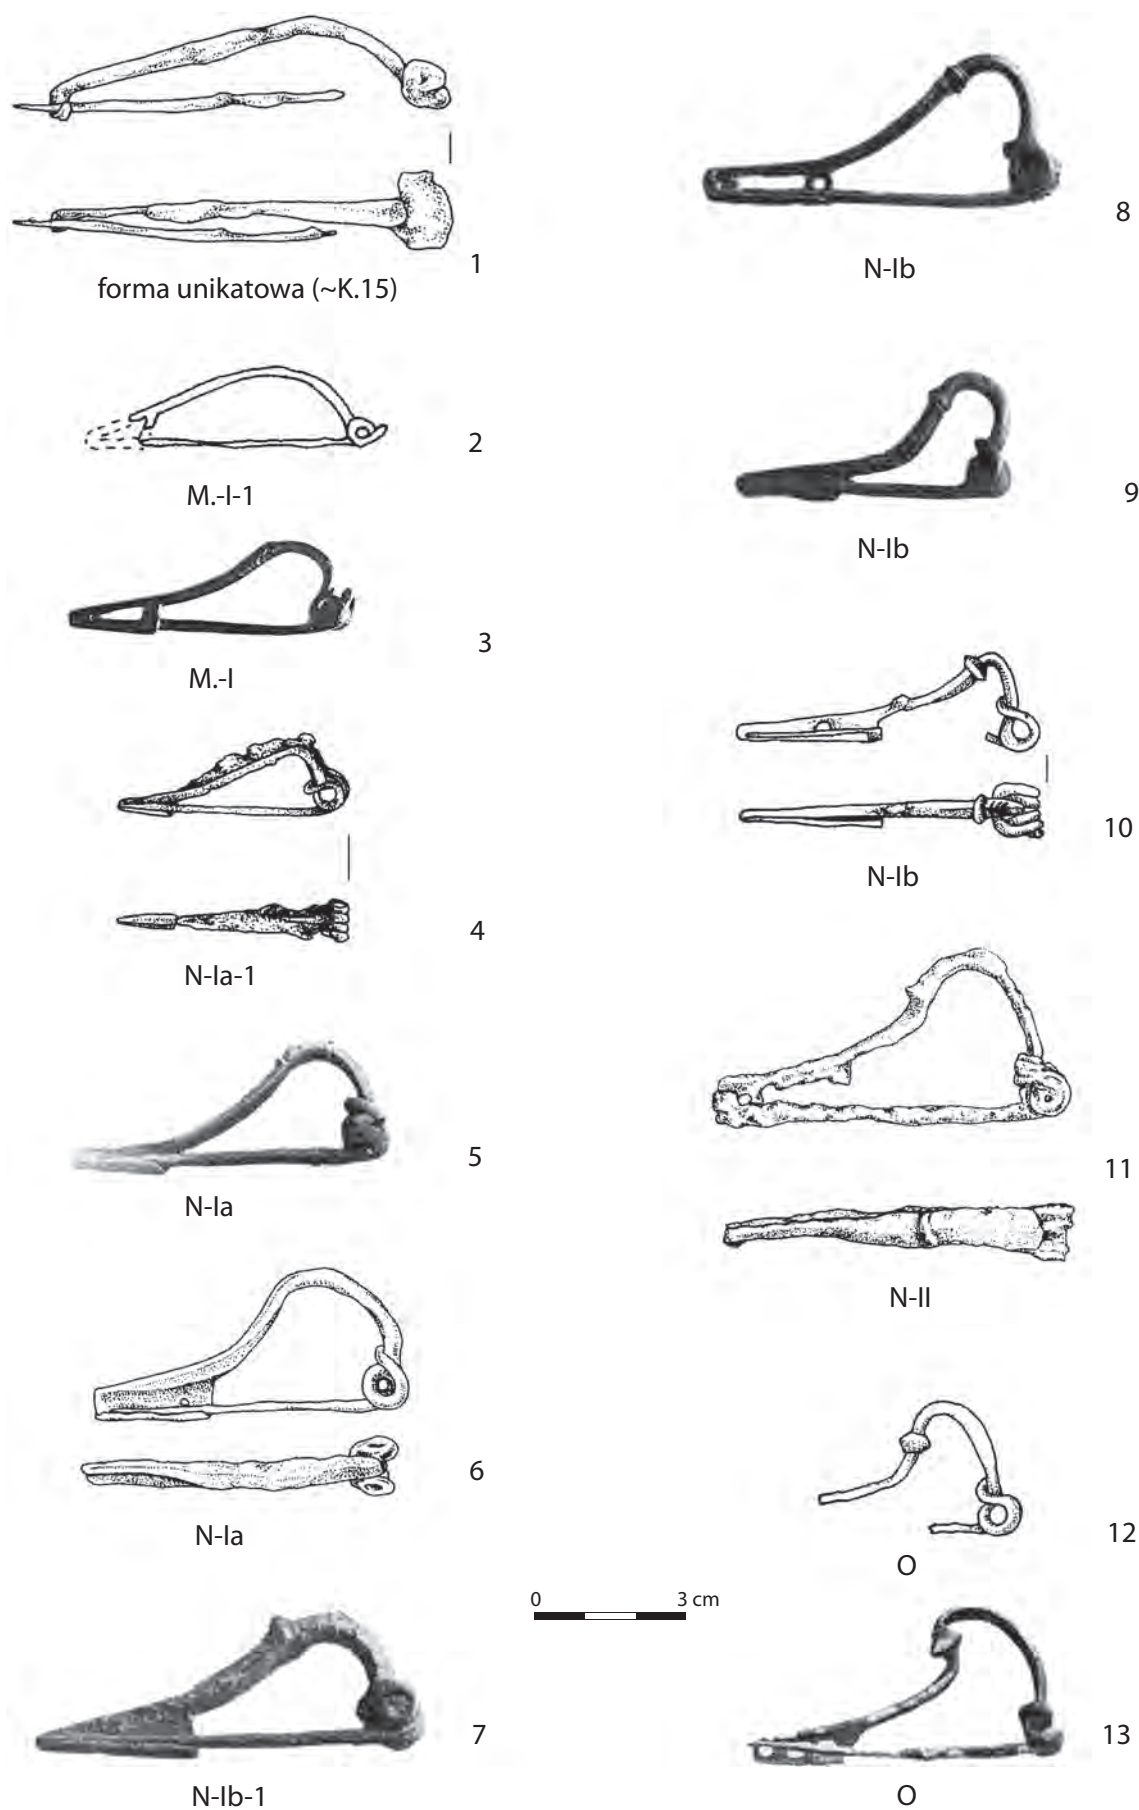 1
forma unikatowa (~K.15)
2
M.-I-1
3
M.-I
4
N-Ia-1
5
N-Ia
6
N-Ia
7
N-Ib-1
8
N-Ib
9
N-Ib
10
N-Ib
11
N-II
12
O
0 3 cm
13
O